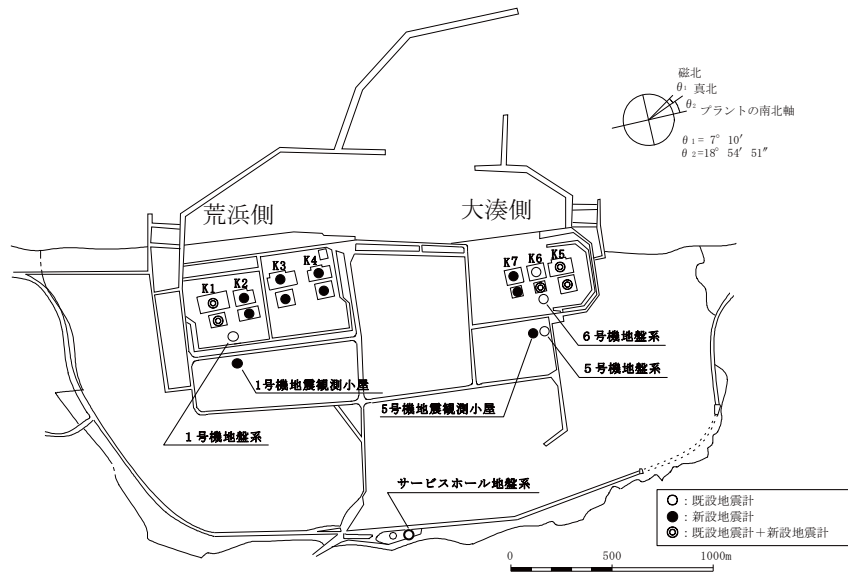 磁北
θ₁ 真北
θ₂ プラントの南北軸
θ₁= 7° 10′
θ₂=18° 54′ 51″
荒浜側
大湊側
K1
K2
K3
K4
K7
K6
K5
6号機地盤系
5号機地盤系
1号機地震観測小屋
5号機地震観測小屋
1号機地盤系
サービスホール地盤系
○：既設地震計
●：新設地震計
◎：既設地震計＋新設地震計
0 500 1000m